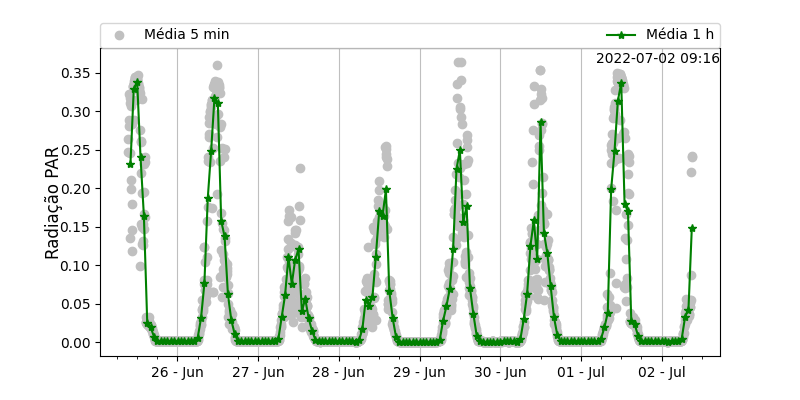 Média 5 min
Média 1 h
2022-07-02 09:16
Radiação PAR
0.35
0.30
0.25
0.20
0.15
0.10
0.05
0.00
26 - Jun
27 - Jun
28 - Jun
29 - Jun
30 - Jun
01 - Jul
02 - Jul